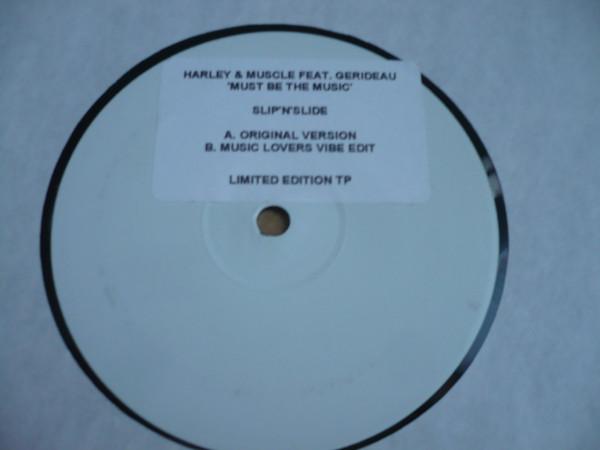 HARLEY & MUSCLE FEAT. GERIDEAU
'MUST BE THE MUSIC'
SLIP'N'SLIDE
A. ORIGINAL VERSION
B. MUSIC LOVERS VIBE EDIT
LIMITED EDITION TP